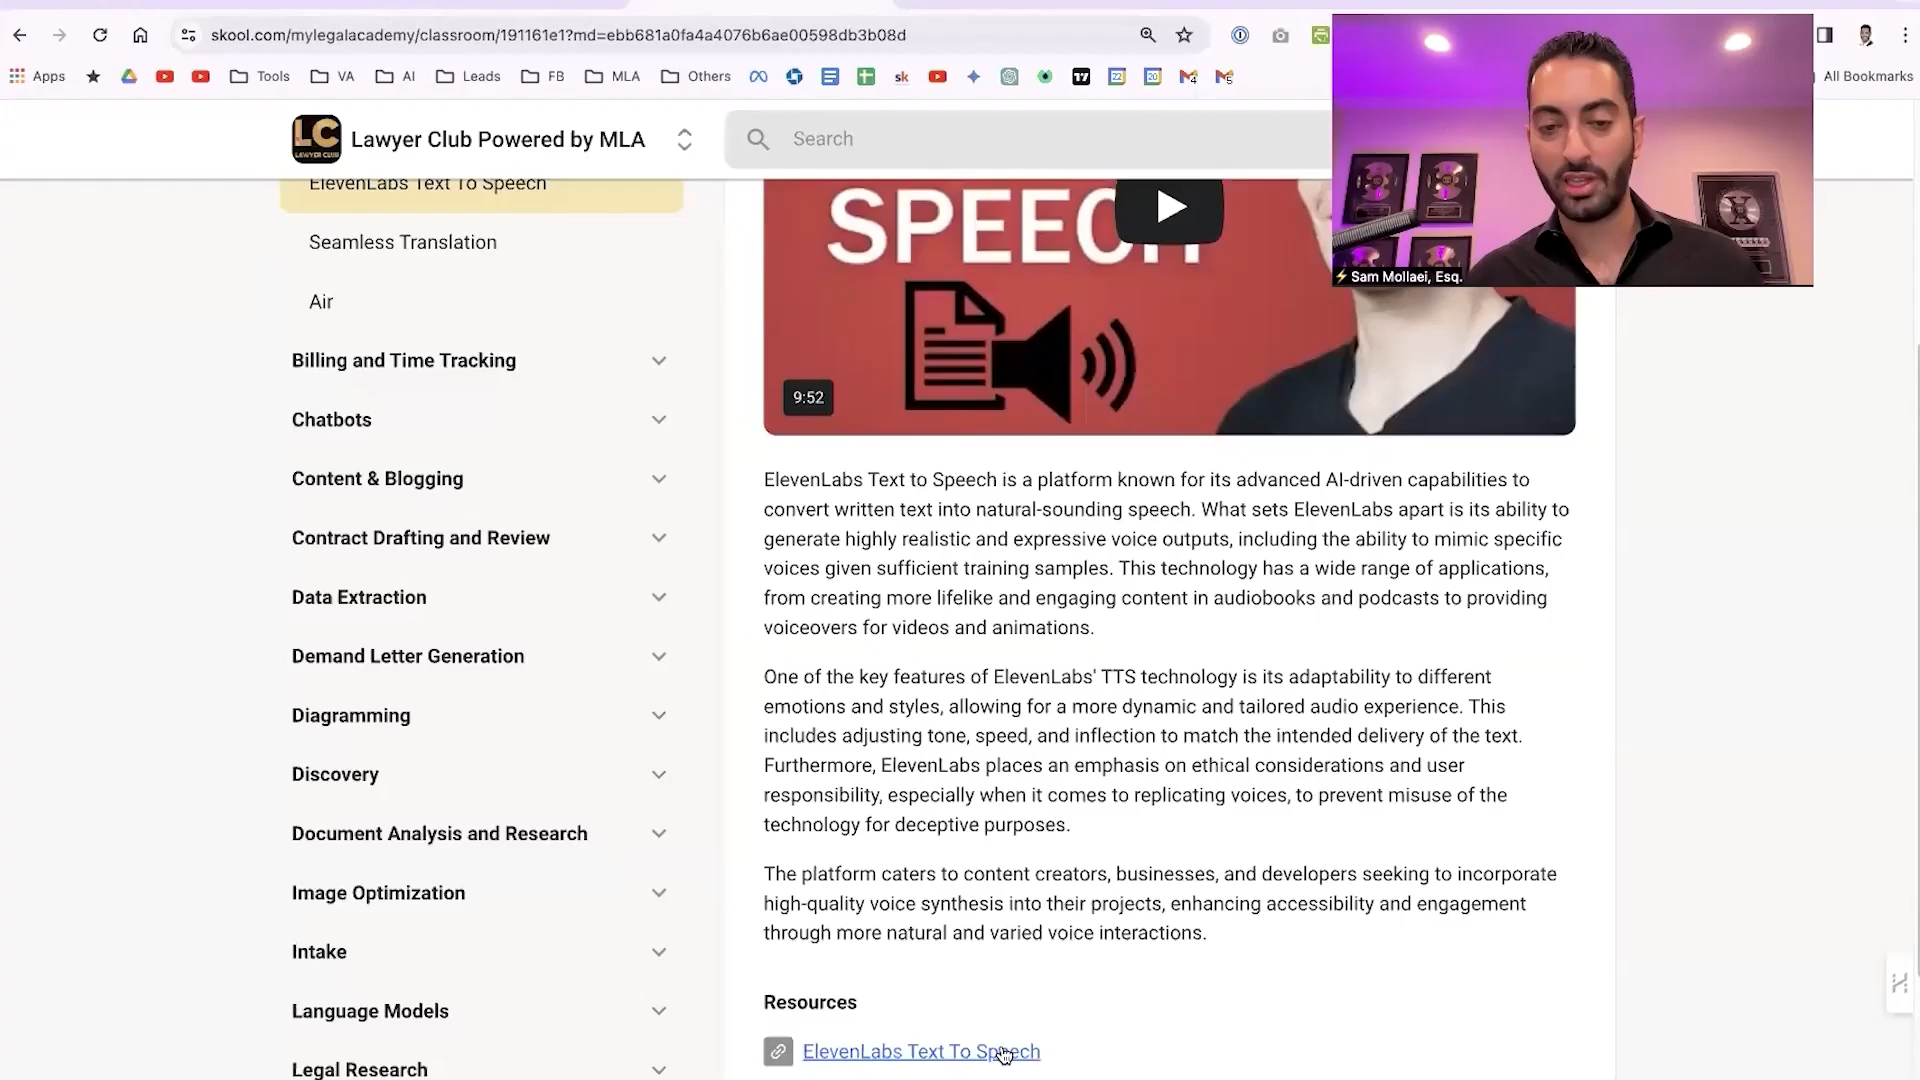 skool.com/mylegalacademy/classroom/191161e1?md=ebb681a0fa4a4076b6ae00598db3b08d
Apps
Tools
VA
AI
Leads
FB
MLA
Others
sk
17
22
20
4
5
All Bookmarks
LC
LAWYER CLUB
Lawyer Club Powered by MLA
Search
⚡Sam Mollaei, Esq.
ElevenLabs Text To Speech
Seamless Translation
Air
Billing and Time Tracking
Chatbots
Content & Blogging
Contract Drafting and Review
Data Extraction
Demand Letter Generation
Diagramming
Discovery
Document Analysis and Research
Image Optimization
Intake
Language Models
Legal Research
SPEECH
9:52
ElevenLabs Text to Speech is a platform known for its advanced AI-driven capabilities to
convert written text into natural-sounding speech. What sets ElevenLabs apart is its ability to
generate highly realistic and expressive voice outputs, including the ability to mimic specific
voices given sufficient training samples. This technology has a wide range of applications,
from creating more lifelike and engaging content in audiobooks and podcasts to providing
voiceovers for videos and animations.
One of the key features of ElevenLabs' TTS technology is its adaptability to different
emotions and styles, allowing for a more dynamic and tailored audio experience. This
includes adjusting tone, speed, and inflection to match the intended delivery of the text.
Furthermore, ElevenLabs places an emphasis on ethical considerations and user
responsibility, especially when it comes to replicating voices, to prevent misuse of the
technology for deceptive purposes.
The platform caters to content creators, businesses, and developers seeking to incorporate
high-quality voice synthesis into their projects, enhancing accessibility and engagement
through more natural and varied voice interactions.
Resources
ElevenLabs Text To Speech